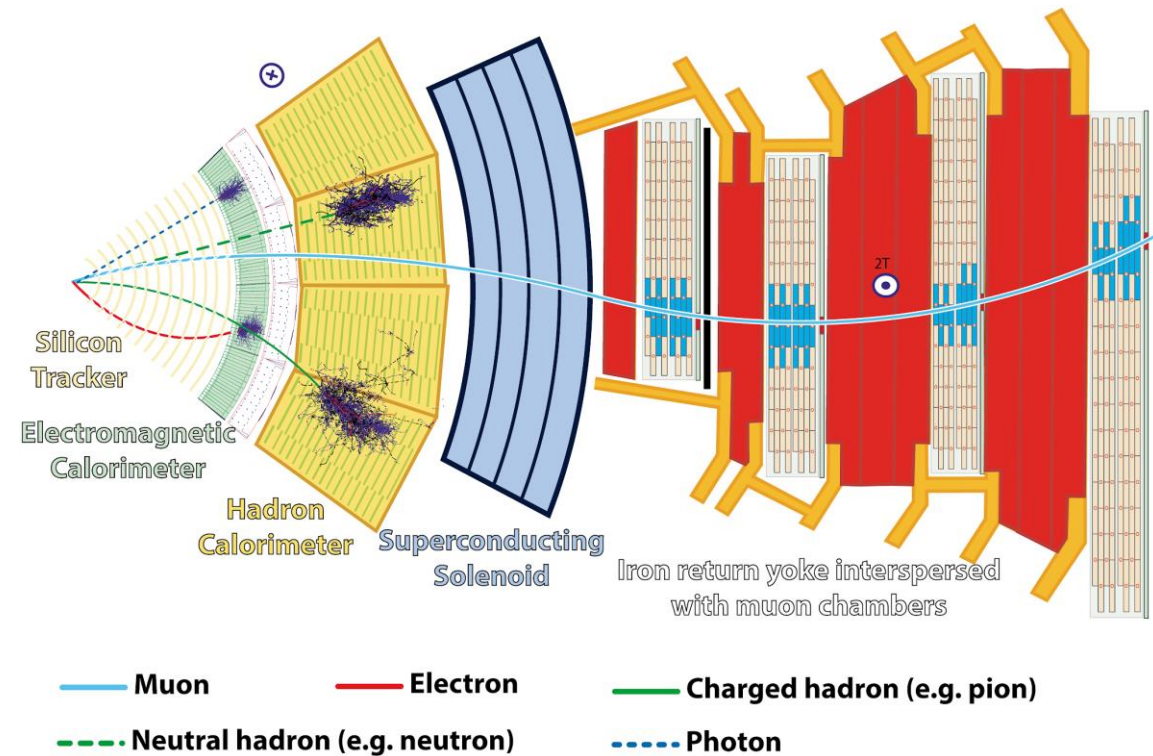 2T
Silicon
Tracker
Electromagnetic
Calorimeter
Hadron
Calorimeter
Superconducting
Solenoid
Iron return yoke interspersed
with muon chambers
Muon
Electron
Charged hadron (e.g. pion)
Neutral hadron (e.g. neutron)
Photon